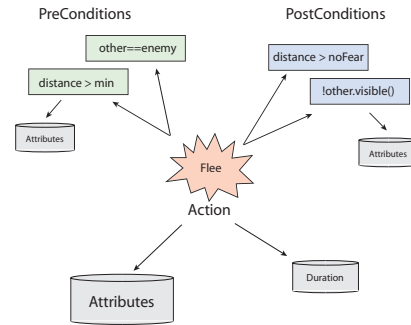 PreConditions
PostConditions
other==enemy
distance > noFear
distance > min
!other.visible()
Attributes
Attributes
Flee
Action
Attributes
Duration